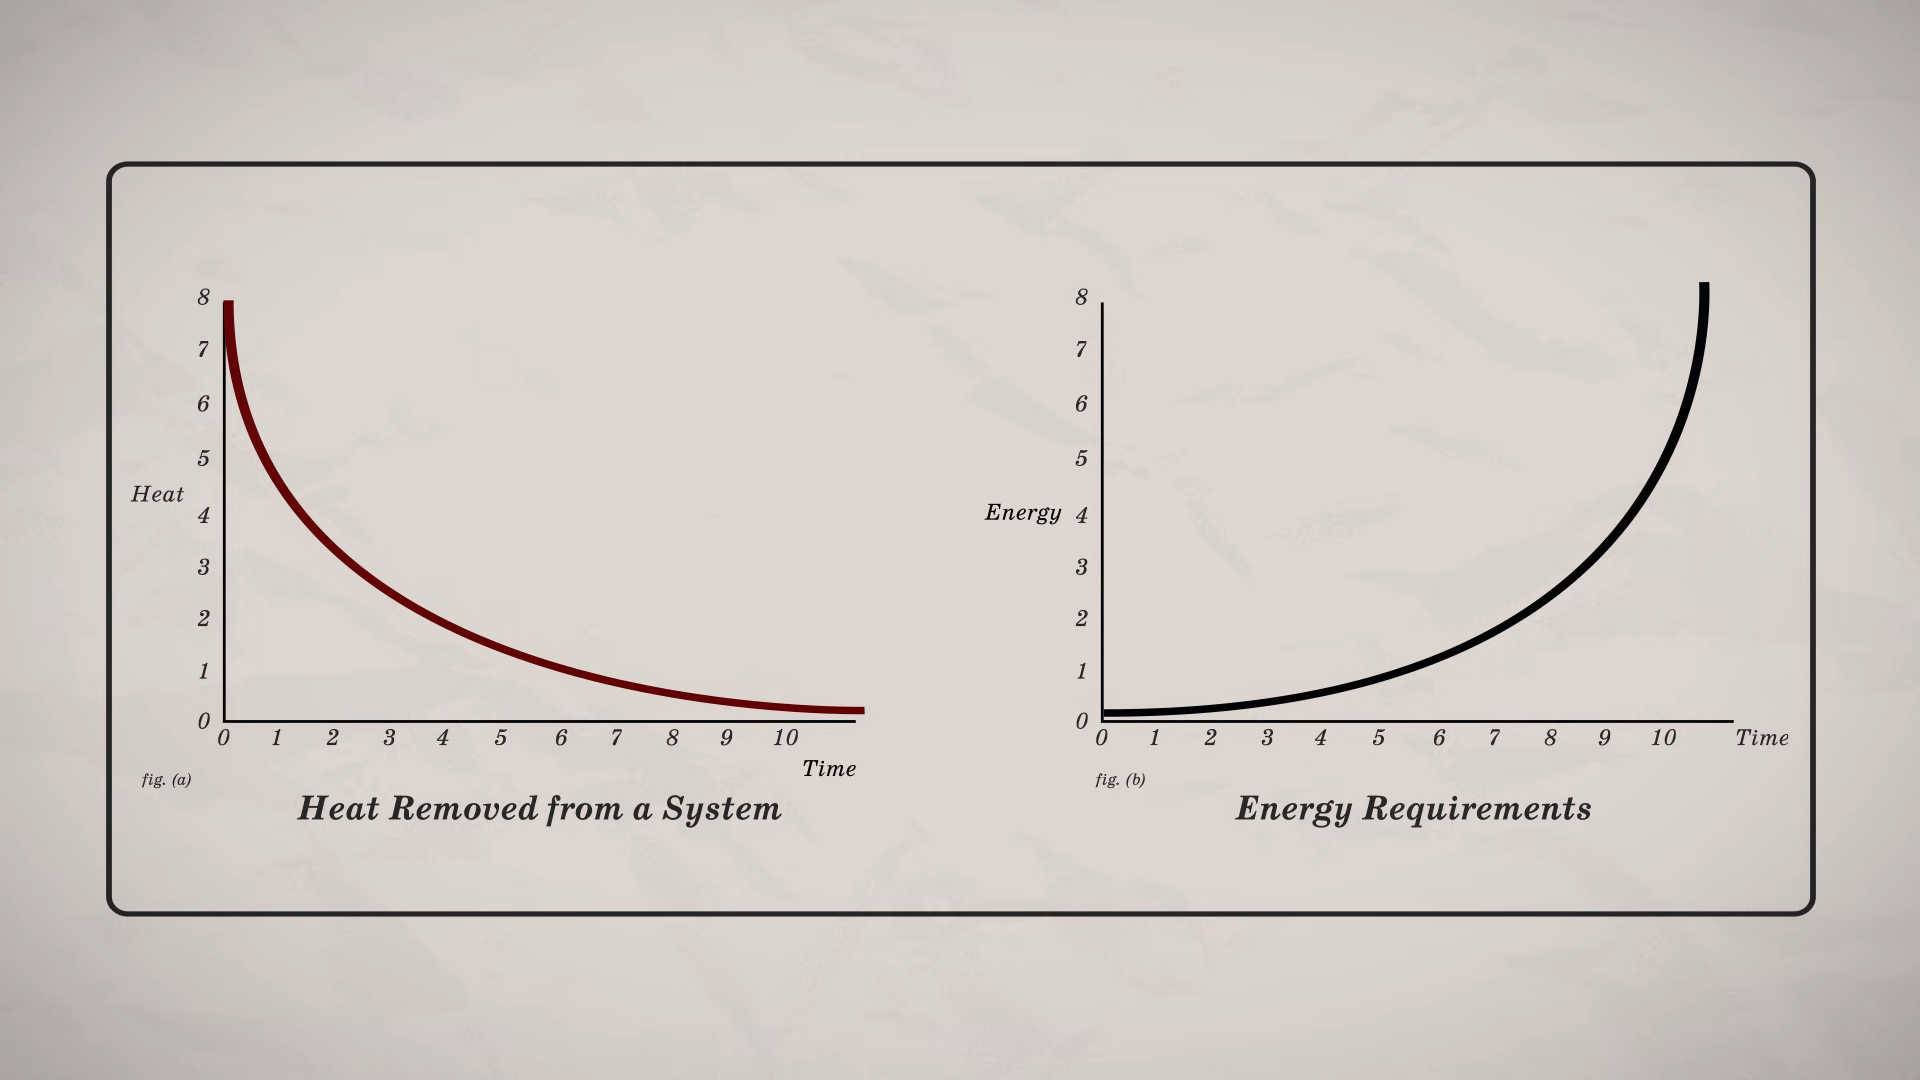 8
7
6
5
Heat
4
3
2
1
0
0 1 2 3 4 5 6 7 8 9 10
Time
fig. (a)
Heat Removed from a System
8
7
6
5
Energy 4
3
2
1
0
0 1 2 3 4 5 6 7 8 9 10 Time
fig. (b)
Energy Requirements